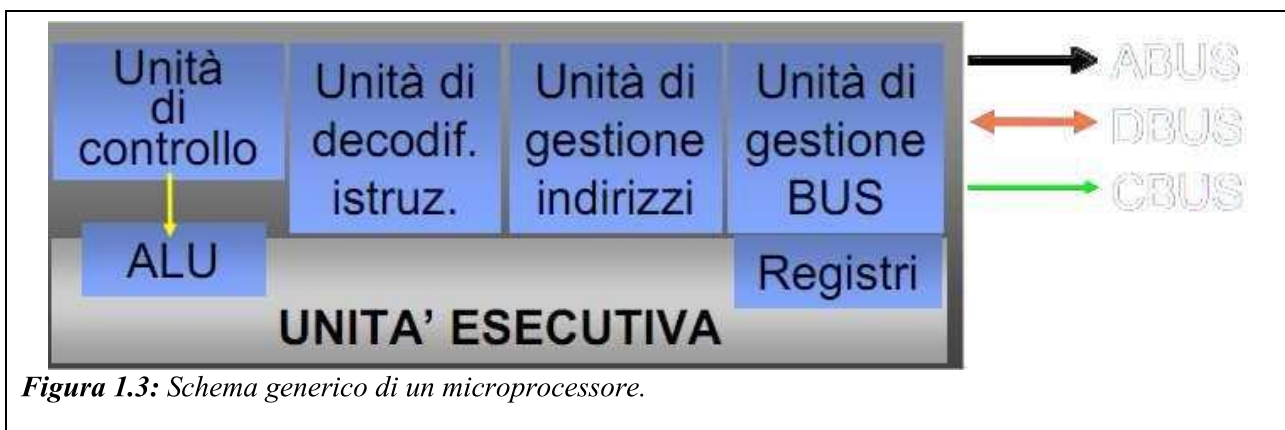 Unità
di
controllo
Unità di
decodif.
istruz.
Unità di
gestione
indirizzi
Unità di
gestione
BUS
ABUS
DBUS
CBUS
ALU
Registri
UNITA' ESECUTIVA
Figura 1.3: Schema generico di un microprocessore.